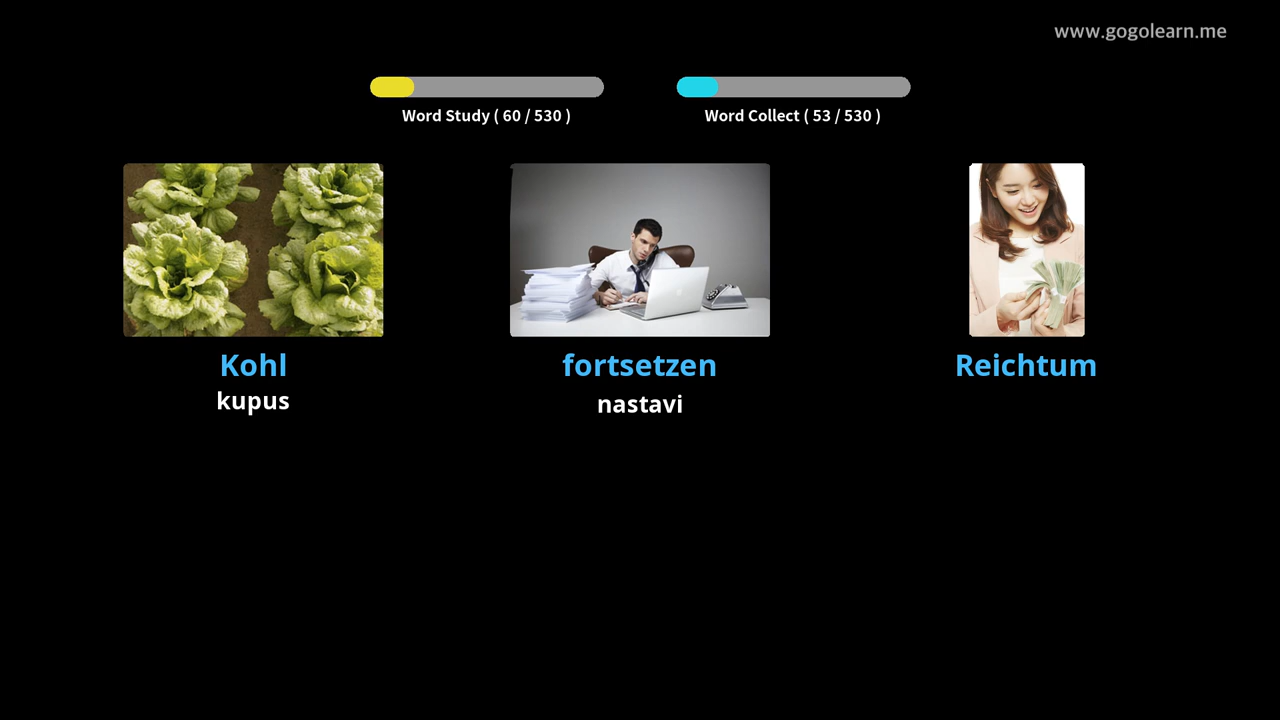 www.gogolearn.me
Word Study ( 60 / 530 )
Word Collect ( 53 / 530 )
Kohl
kupus
fortsetzen
nastavi
Reichtum